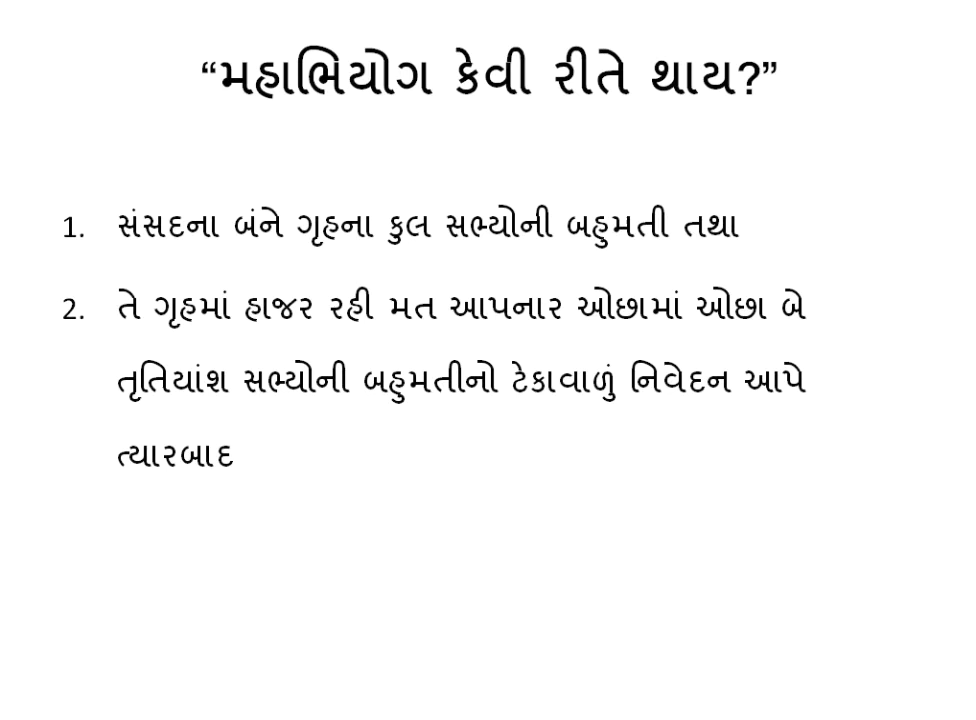 “મહાભિયોગ કેવી રીતે થાય?”
1. સંસદના બંને ગૃહના કુલ સભ્યોની બહુમતી તથા
2. તે ગૃહમાં હાજર રહી મત આપનાર ઓછામાં ઓછા બે
તૃતિયાંશ સભ્યોની બહુમતીનો ટેકાવાળું નિવેદન આપે
ત્યારબાદ